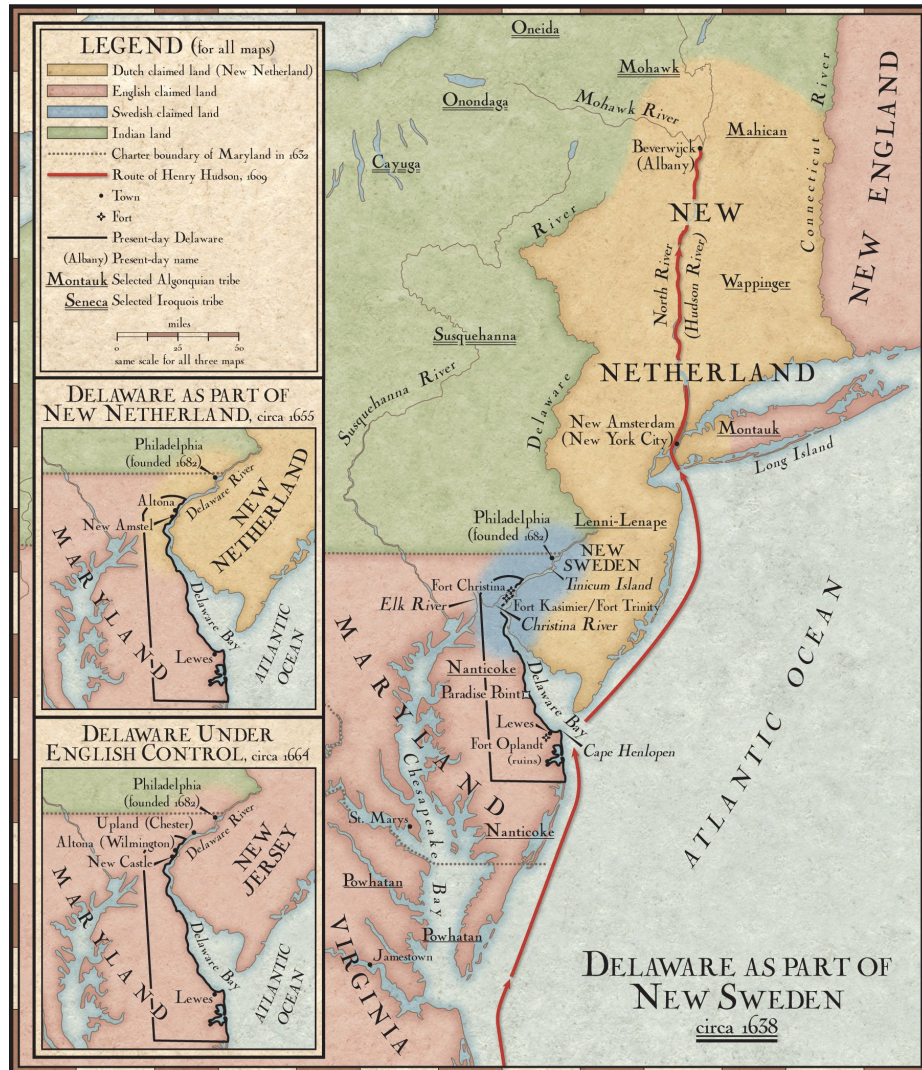 LEGEND (for all maps)
Dutch claimed land (New Netherland)
English claimed land
Swedish claimed land
Indian land
Charter boundary of Maryland in 1632
Route of Henry Hudson, 1609
Town
Fort
Present-day Delaware
(Albany) Present-day name
Montauk Selected Algonquian tribe
Seneca Selected Iroquois tribe
miles
0 25 50
same scale for all three maps
DELAWARE AS PART OF
NEW NETHERLAND, circa 1655
Philadelphia
(founded 1682)
Delaware River
Altona
New Amstel
NEW
NETHERLAND
MARYLAND
Delaware Bay
Lewes
ATLANTIC
OCEAN
DELAWARE UNDER
ENGLISH CONTROL, circa 1664
Philadelphia
(founded 1682)
Upland (Chester)
Delaware River
Altona (Wilmington)
New Castle
NEW
JERSEY
MARYLAND
Delaware Bay
Lewes
ATLANTIC
OCEAN
Oneida
Mohawk
Onondaga
Mohawk River
Mahican
Connecticut River
NEW ENGLAND
Beverwijck
(Albany)
Cayuga
NEW
Delaware River
North River
(Hudson River)
Wappinger
Susquehanna
Susquehanna River
NETHERLAND
New Amsterdam
(New York City)
Montauk
Long Island
Lenni-Lenape
Philadelphia
(founded 1682)
NEW
SWEDEN
Tinicum Island
Fort Christina
Elk River
Fort Kasimier/Fort Trinity
Christina River
MARYLAND
Nanticoke
Paradise Point
Delaware Bay
Lewes
Fort Oplandt
(ruins)
Cape Henlopen
Chesapeake Bay
St. Marys
Nanticoke
Powhatan
Powhatan
VIRGINIA
Jamestown
ATLANTIC OCEAN
DELAWARE AS PART OF
NEW SWEDEN
circa 1638